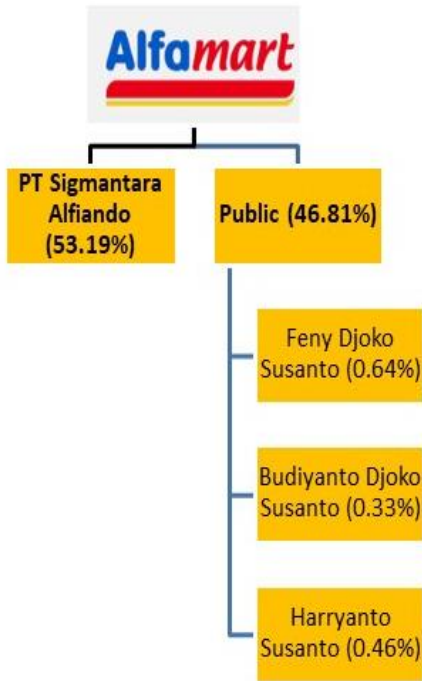 Alfamart
PT Sigmantara
Alfiando
(53.19%)
Public (46.81%)
Feny Djoko
Susanto (0.64%)
Budiyanto Djoko
Susanto (0.33%)
Harryanto
Susanto (0.46%)